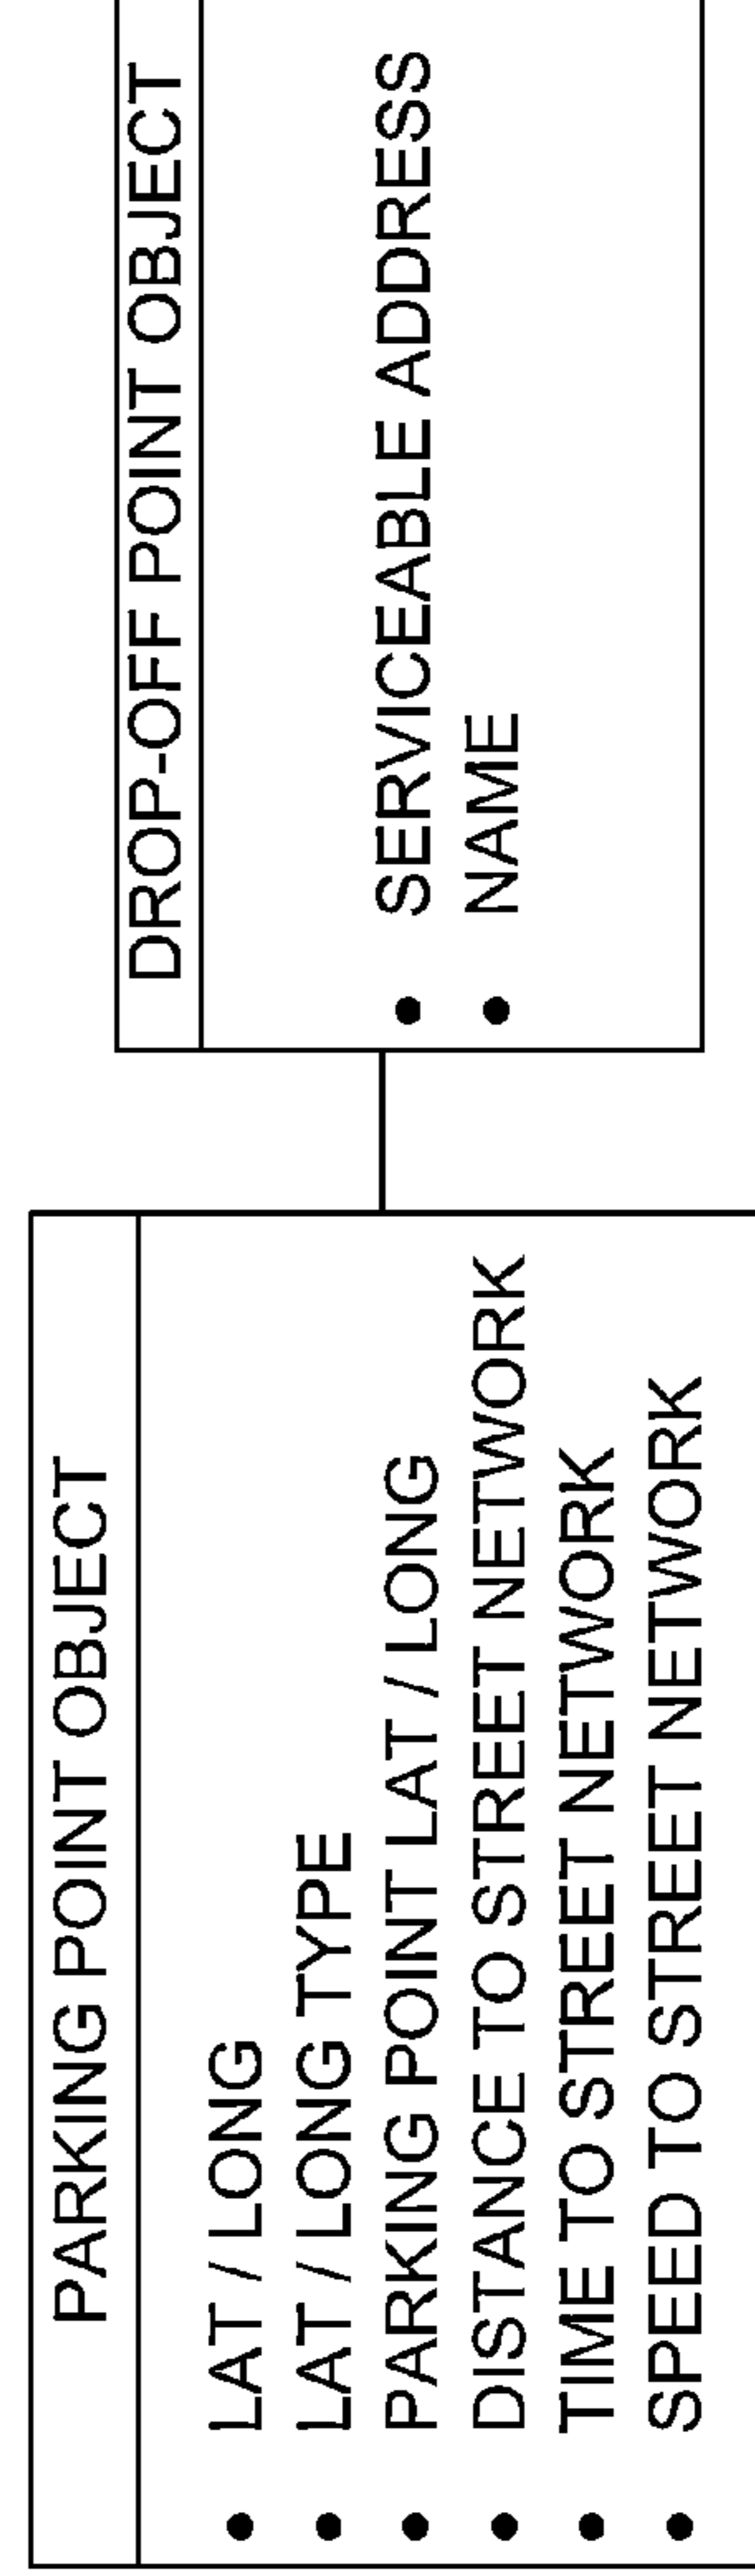 PARKING POINT OBJECT
• LAT / LONG
• LAT / LONG TYPE
• PARKING POINT LAT / LONG
• DISTANCE TO STREET NETWORK
• TIME TO STREET NETWORK
• SPEED TO STREET NETWORK
DROP-OFF POINT OBJECT
• SERVICEABLE ADDRESS
• NAME